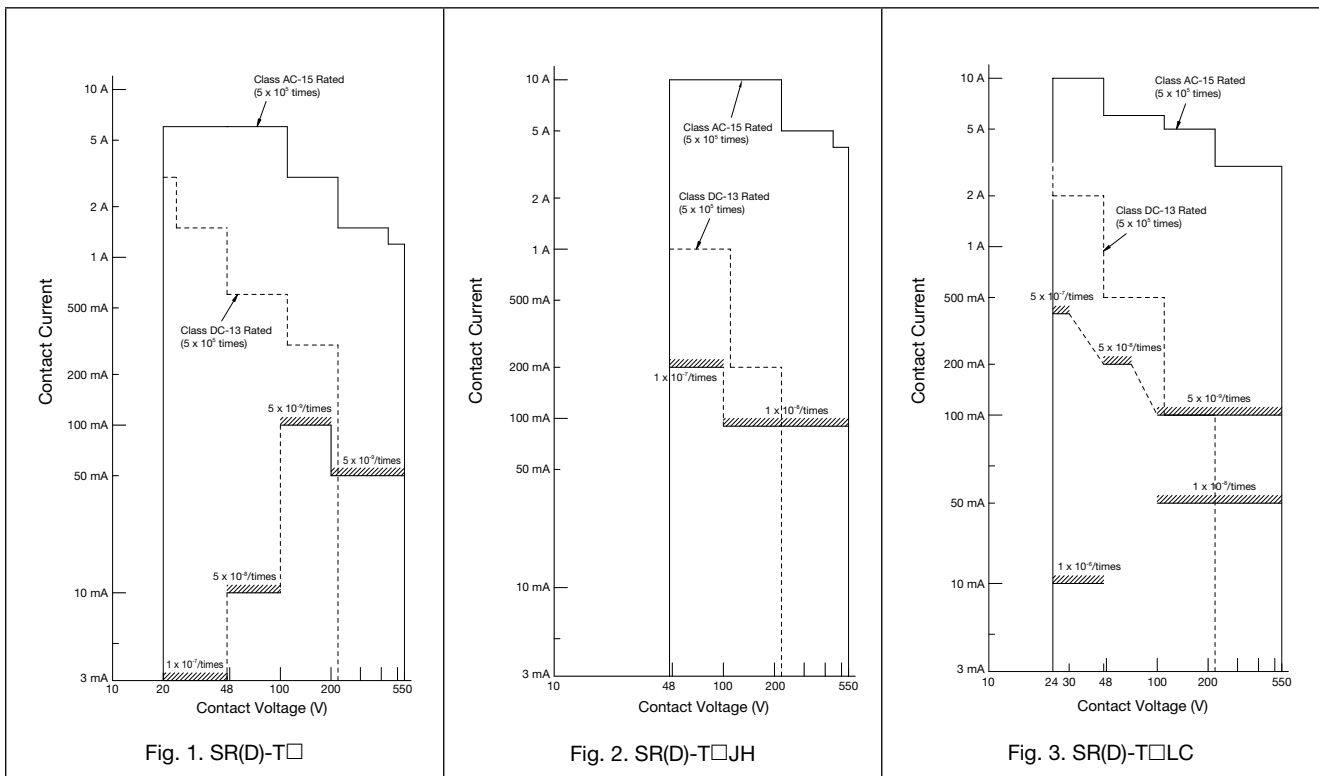 Contact Current
10 A
5 A
2 A
1 A
500 mA
200 mA
100 mA
50 mA
10 mA
3 mA
Class AC-15 Rated
(5 x 10⁵ times)
Class DC-13 Rated
(5 x 10⁵ times)
5 x 10⁻⁹/times
5 x 10⁻⁹/times
5 x 10⁻⁸/times
1 x 10⁻⁷/times
10 20 48 100 200 550
Contact Voltage (V)
Fig. 1. SR(D)-T□
Contact Current
10 A
5 A
2 A
1 A
500 mA
200 mA
100 mA
50 mA
10 mA
3 mA
Class AC-15 Rated
(5 x 10⁵ times)
Class DC-13 Rated
(5 x 10⁵ times)
1 x 10⁻⁷/times
1 x 10⁻⁸/times
10 48 100 200 550
Contact Voltage (V)
Fig. 2. SR(D)-T□JH
Contact Current
10 A
5 A
2 A
1 A
500 mA
200 mA
100 mA
50 mA
10 mA
3 mA
Class AC-15 Rated
(5 x 10⁵ times)
Class DC-13 Rated
(5 x 10⁵ times)
5 x 10⁻⁷/times
5 x 10⁻⁸/times
5 x 10⁻⁹/times
1 x 10⁻⁸/times
1 x 10⁻⁶/times
10 24 30 48 100 200 550
Contact Voltage (V)
Fig. 3. SR(D)-T□LC